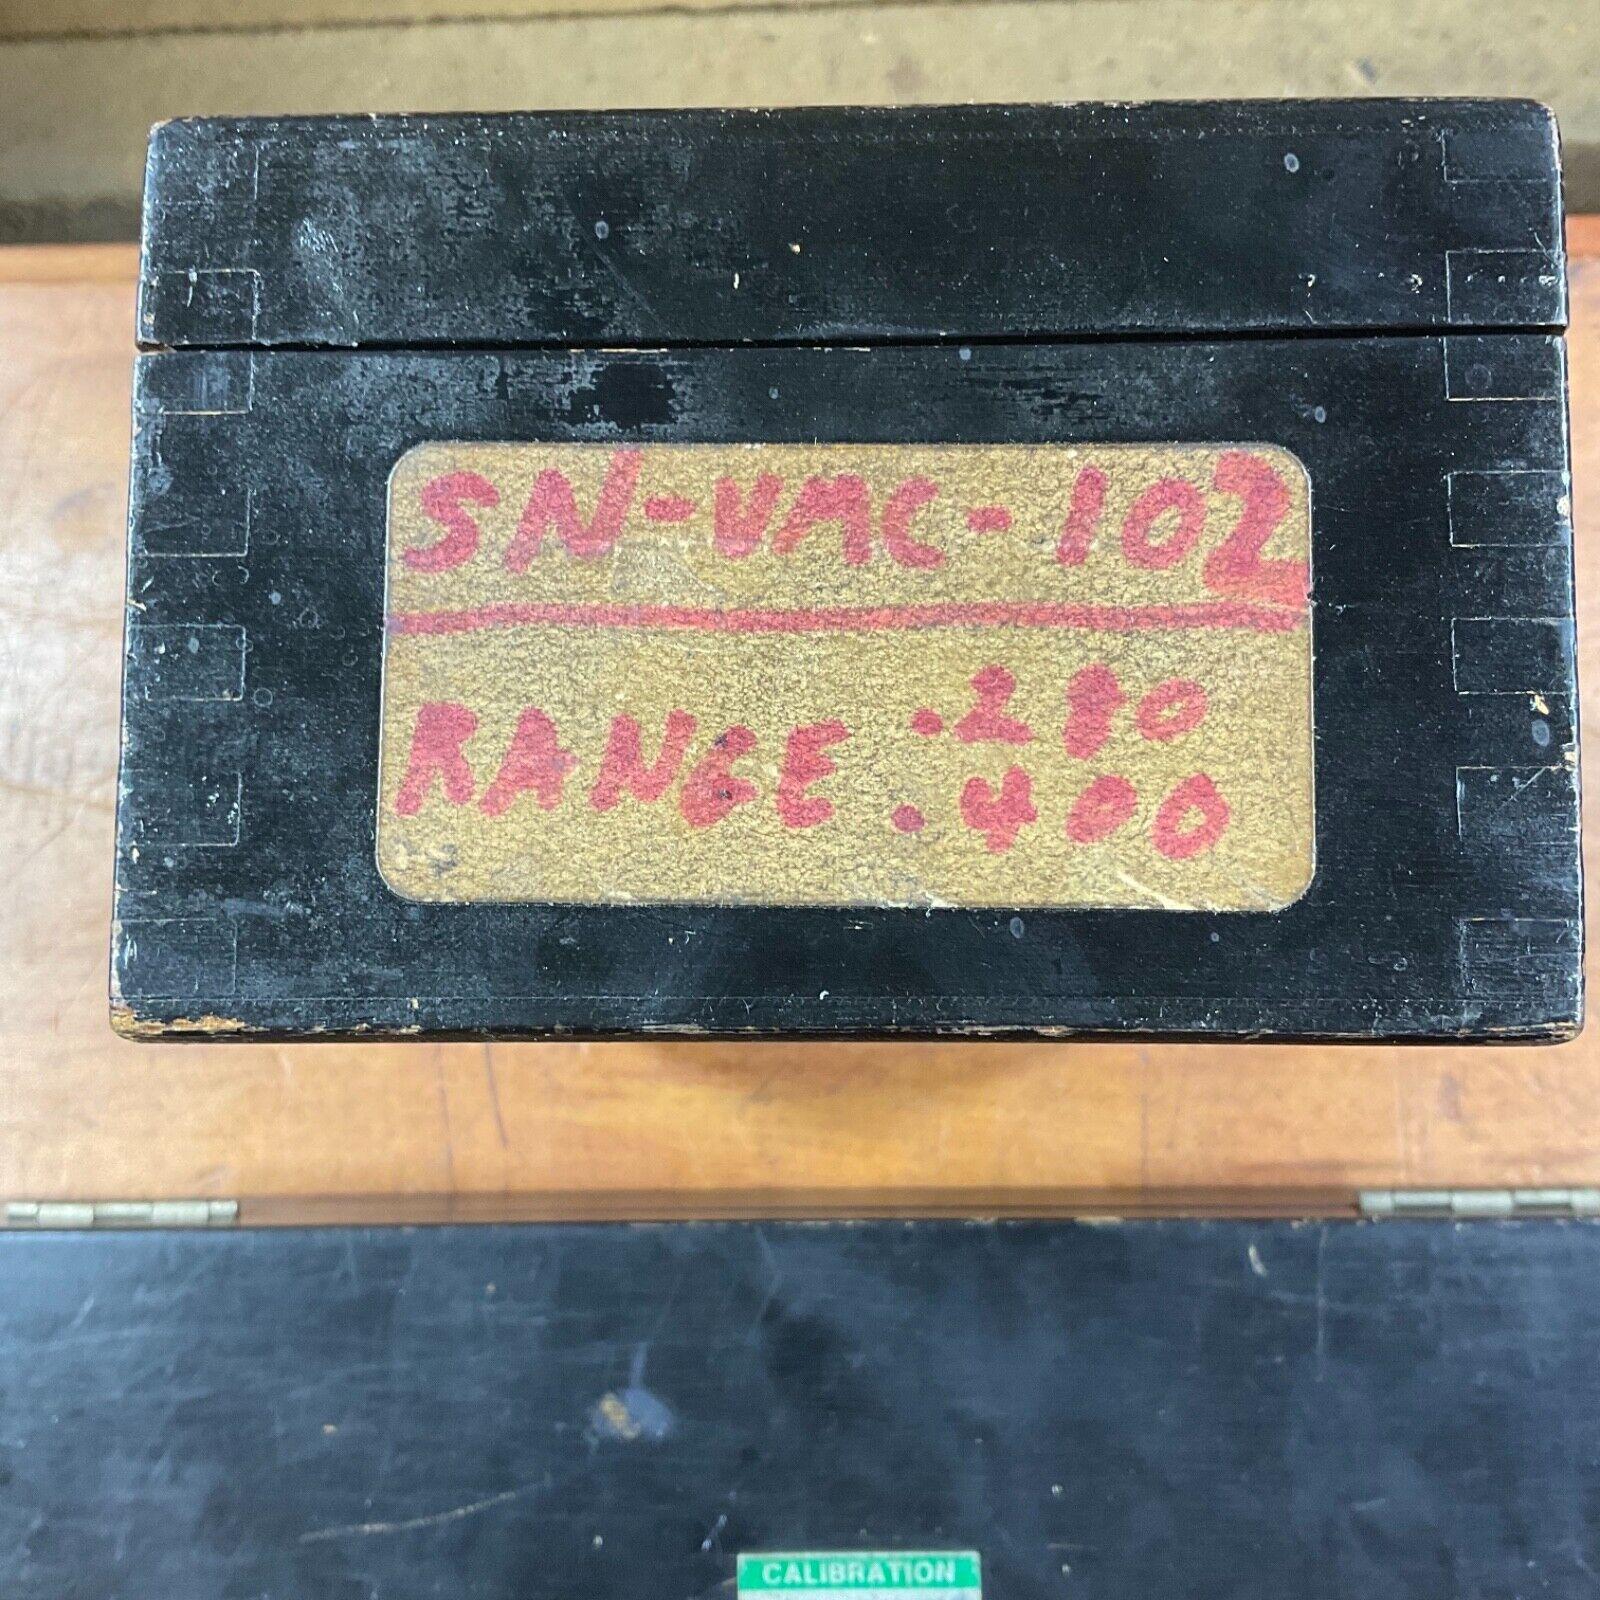 SN-VMC-102
RANGE .280
.400
CALIBRATION